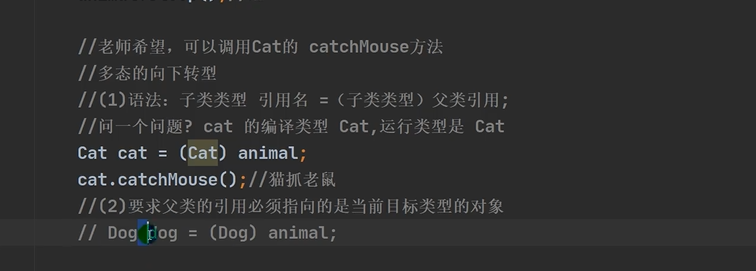 //老师希望，可以调用Cat的 catchMouse方法
//多态的向下转型
//(1)语法：子类类型 引用名 =（子类类型）父类引用;
//问一个问题? cat 的编译类型 Cat,运行类型是 Cat
Cat cat = (Cat) animal;
cat.catchMouse();//猫抓老鼠
//(2)要求父类的引用必须指向的是当前目标类型的对象
// Dog dog = (Dog) animal;